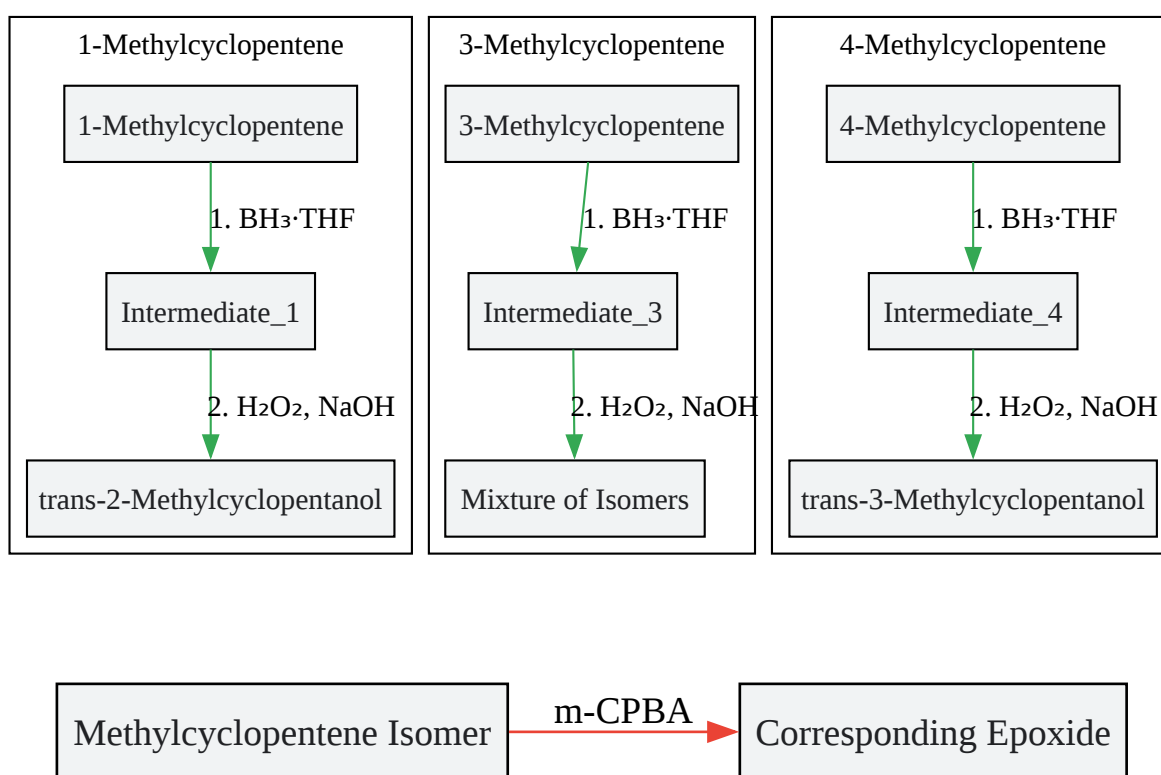 1-Methylcyclopentene
1-Methylcyclopentene
1. BH₃·THF
Intermediate_1
2. H₂O₂, NaOH
trans-2-Methylcyclopentanol
3-Methylcyclopentene
3-Methylcyclopentene
1. BH₃·THF
Intermediate_3
2. H₂O₂, NaOH
Mixture of Isomers
4-Methylcyclopentene
4-Methylcyclopentene
1. BH₃·THF
Intermediate_4
2. H₂O₂, NaOH
trans-3-Methylcyclopentanol
Methylcyclopentene Isomer
m-CPBA
Corresponding Epoxide